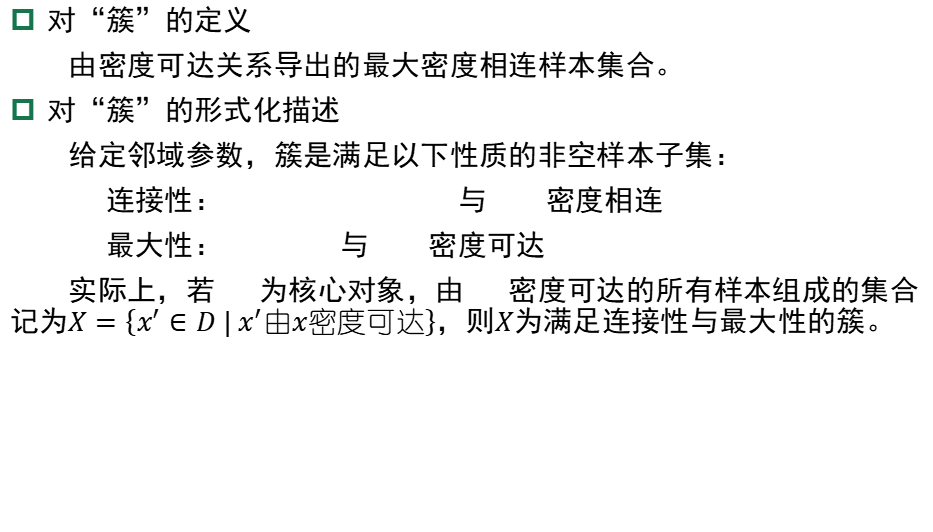 对“簇”的定义
由密度可达关系导出的最大密度相连样本集合。
对“簇”的形式化描述
给定邻域参数，簇是满足以下性质的非空样本子集：
连接性： 与 密度相连
最大性： 与 密度可达
实际上，若 为核心对象，由 密度可达的所有样本组成的集合
记为X = {x′ ∈ D | x′由x密度可达}，则X为满足连接性与最大性的簇。